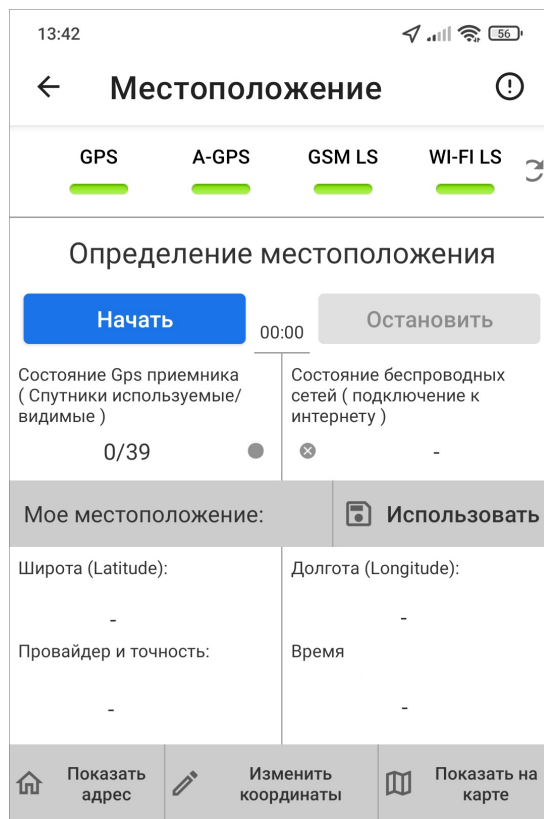 13:42
56
Местоположение
GPS A-GPS GSM LS WI-FI LS
Определение местоположения
Начать
00:00
Остановить
Состояние Gps приемника
( Спутники используемые/
видимые )
0/39
Состояние беспроводных
сетей ( подключение к
интернету )
-
Мое местоположение:
Использовать
Широта (Latitude):
-
Долгота (Longitude):
-
Провайдер и точность:
-
Время
-
Показать
адрес
Изменить
координаты
Показать на
карте